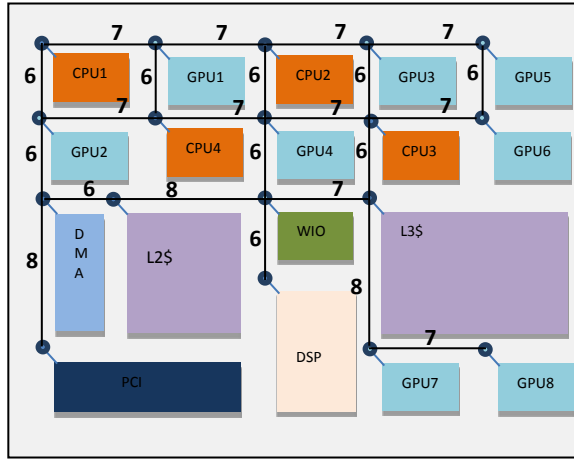 7 7 7 7
CPU1 GPU1 CPU2 GPU3 GPU5
6 6 6 6 6
7 7 7 7
GPU2 CPU4 GPU4 CPU3 GPU6
6 6 6
6 8 7
D
M
A
L2$
WIO
L3$
8 6 8
DSP
7
PCI
GPU7 GPU8